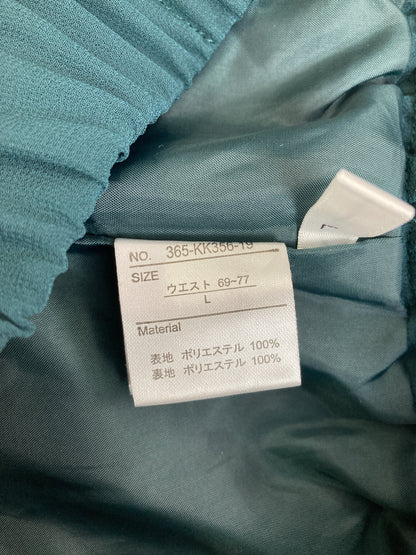 NO. 365-KK356-19
SIZE
ウエスト 69~77
L
Material
表地 ポリエステル 100%
裏地 ポリエステル 100%